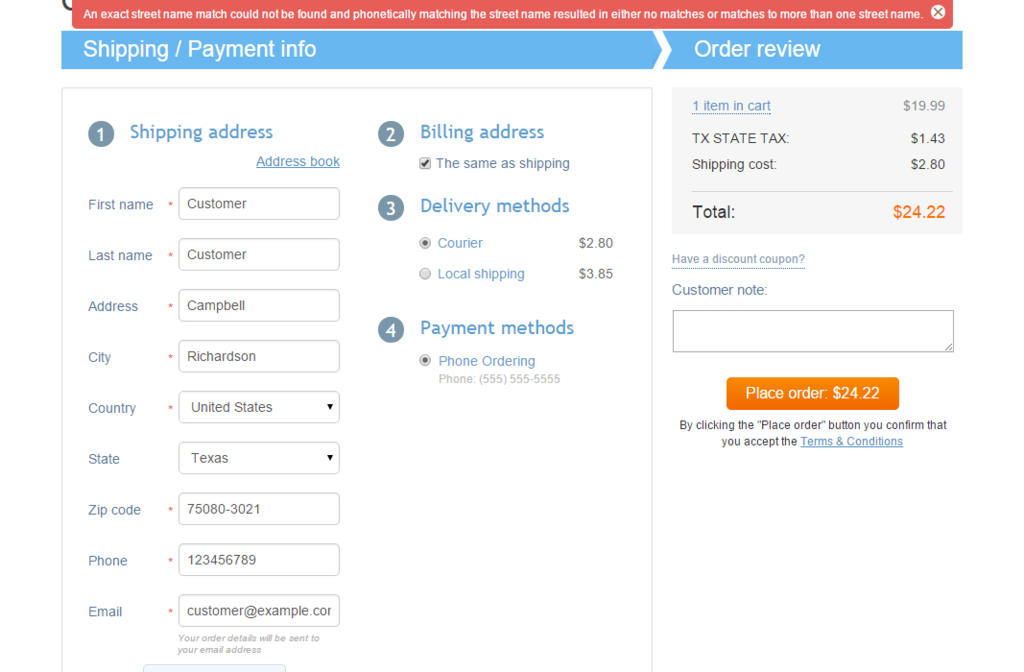 An exact street name match could not be found and phonetically matching the street name resulted in either no matches or matches to more than one street name.
Shipping / Payment info
Order review
1 Shipping address
Address book
First name * Customer
Last name * Customer
Address * Campbell
City * Richardson
Country * United States
State Texas
Zip code * 75080-3021
Phone * 123456789
Email * customer@example.cor
Your order details will be sent to
your email address
2 Billing address
The same as shipping
3 Delivery methods
Courier $2.80
Local shipping $3.85
4 Payment methods
Phone Ordering
Phone: (555) 555-5555
1 item in cart $19.99
TX STATE TAX: $1.43
Shipping cost: $2.80
Total: $24.22
Have a discount coupon?
Customer note:
Place order: $24.22
By clicking the "Place order" button you confirm that
you accept the Terms & Conditions